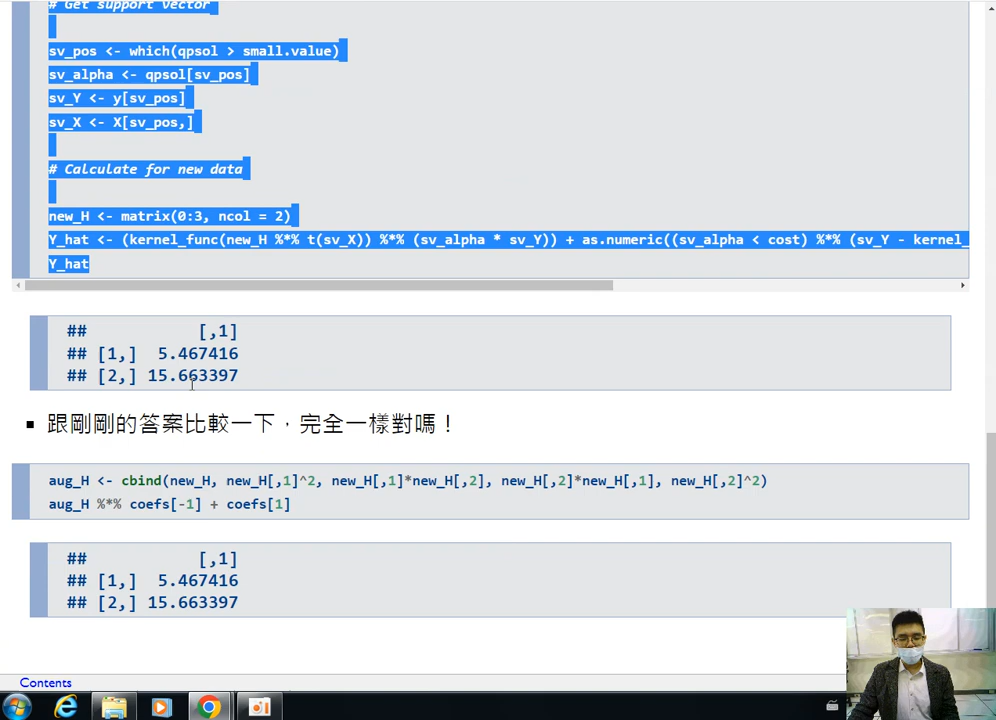 # Get support vector
sv_pos <- which(qpsol > small.value)
sv_alpha <- qpsol[sv_pos]
sv_Y <- y[sv_pos]
sv_X <- X[sv_pos,]
# Calculate for new data
new_H <- matrix(0:3, ncol = 2)
Y_hat <- (kernel_func(new_H %*% t(sv_X)) %*% (sv_alpha * sv_Y)) + as.numeric((sv_alpha < cost) %*% (sv_Y - kernel_
Y_hat
## [,1]
## [1,] 5.467416
## [2,] 15.663397
▪ 跟剛剛的答案比較一下，完全一樣對嗎！
aug_H <- cbind(new_H, new_H[,1]^2, new_H[,1]*new_H[,2], new_H[,2]*new_H[,1], new_H[,2]^2)
aug_H %*% coefs[-1] + coefs[1]
## [,1]
## [1,] 5.467416
## [2,] 15.663397
Contents